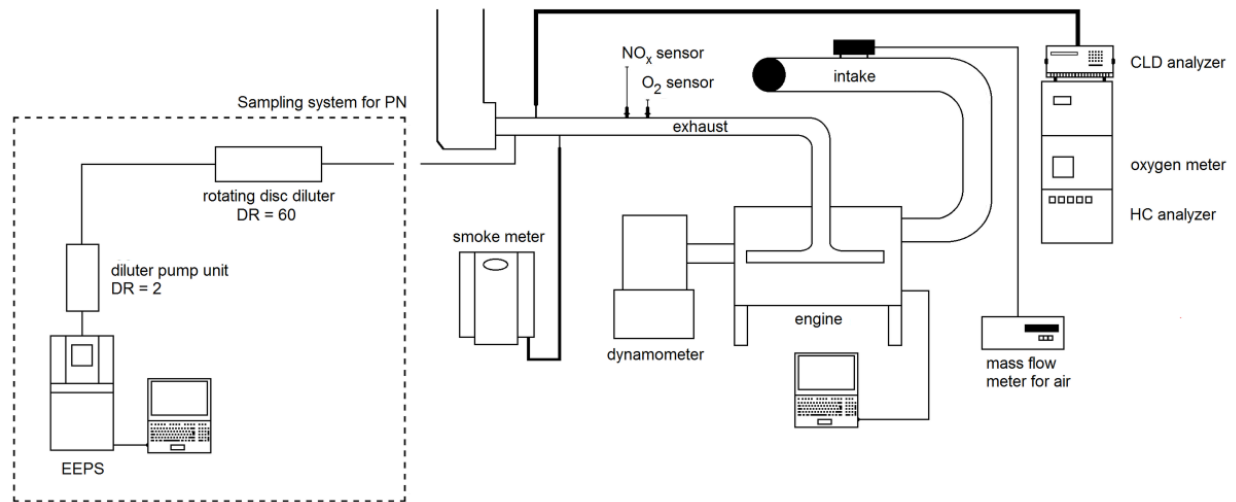 NOx sensor
O2 sensor
intake
CLD analyzer
Sampling system for PN
exhaust
oxygen meter
rotating disc diluter
DR = 60
HC analyzer
smoke meter
diluter pump unit
DR = 2
engine
dynamometer
mass flow
meter for air
EEPS